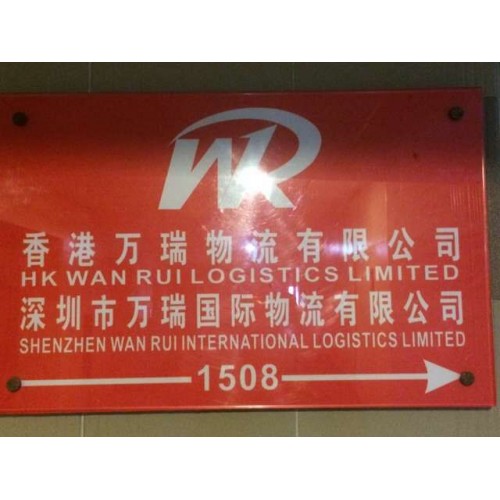 WR
香港万瑞物流有限公司
HK WAN RUI LOGISTICS LIMITED
深圳市万瑞国际物流有限公司
SHENZHEN WAN RUI INTERNATIONAL LOGISTICS LIMITED
1508